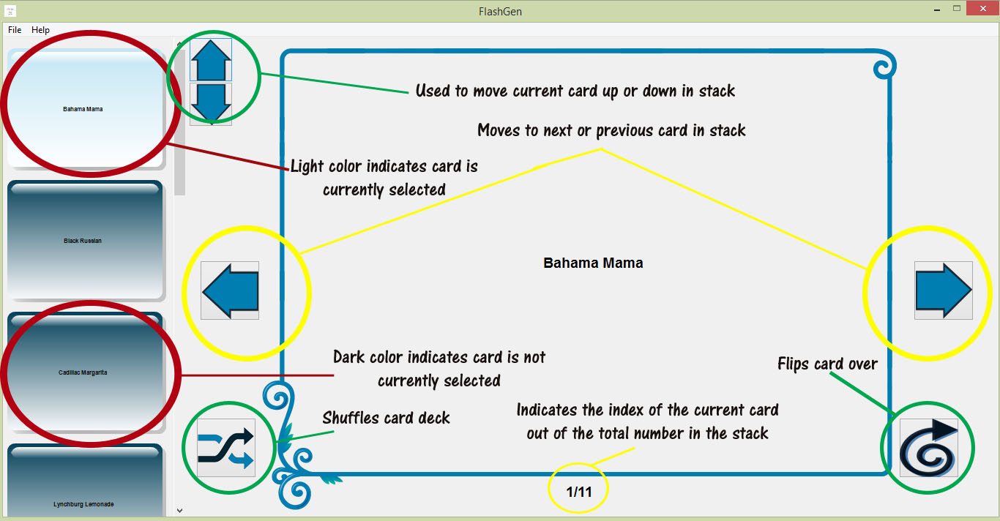 FlashGen
File Help
Bahama Mama
Used to move current card up or down in stack
Moves to next or previous card in stack
Light color indicates card is
currently selected
Black Russian
Bahama Mama
Cadillac Margarita
Dark color indicates card is not
currently selected
Flips card over
Shuffles card deck
Indicates the index of the current card
out of the total number in the stack
Lynchburg Lemonade
1/11